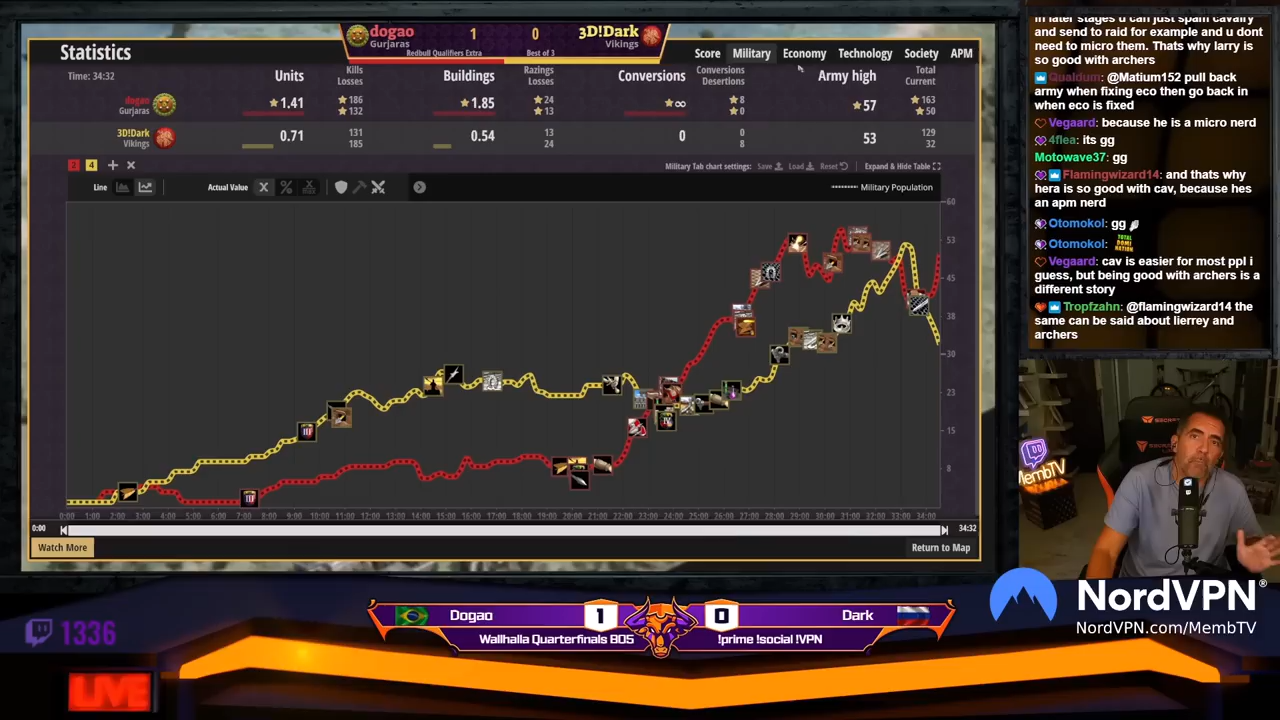 dogao 1 0 3D!Dark
Gurjaras Vikings
Redbull Qualifiers Extra Best of 3
Statistics
Score Military Economy Technology Society APM
Time: 34:32
Units Kills Losses Buildings Razings Losses Conversions Conversions Desertions Army high Total Current
dogao Gurjaras 1.41 186 132 1.85 24 13 ∞ 8 0 57 163 50
3D!Dark Vikings 0.71 131 185 0.54 13 24 0 0 8 53 129 32
2 4
Military Tab chart settings: Save Load Reset Expand & Hide Table
Line Actual Value X % Military Population
60
53
45
38
30
23
15
8
0:00 1:00 2:00 3:00 4:00 5:00 6:00 7:00 8:00 9:00 10:00 11:00 12:00 13:00 14:00 15:00 16:00 17:00 18:00 19:00 20:00 21:00 22:00 23:00 24:00 25:00 26:00 27:00 28:00 29:00 30:00 31:00 32:00 33:00 34:00
0:00 34:32
Watch More Return to Map
in later stages u can just spam cavalry
and send to raid for example and u dont
need to micro them. Thats why larry is
so good with archers
Qualdum: @Matium152 pull back
army when fixing eco then go back in
when eco is fixed
Vegaard: because he is a micro nerd
4flea: its gg
Motowave37: gg
Flamingwizard14: and thats why
hera is so good with cav, because hes
an apm nerd
Otomokol: gg
Otomokol: TOTAL DOMI NATION
Vegaard: cav is easier for most ppl i
guess, but being good with archers is a
different story
Tropfzahn: @flamingwizard14 the
same can be said about lierrey and
archers
MembTV
NordVPN®
NordVPN.com/MembTV
Dogao 1 0 Dark
Wallhalla Quarterfinals BO5 !prime !social !VPN
1336
LIVE